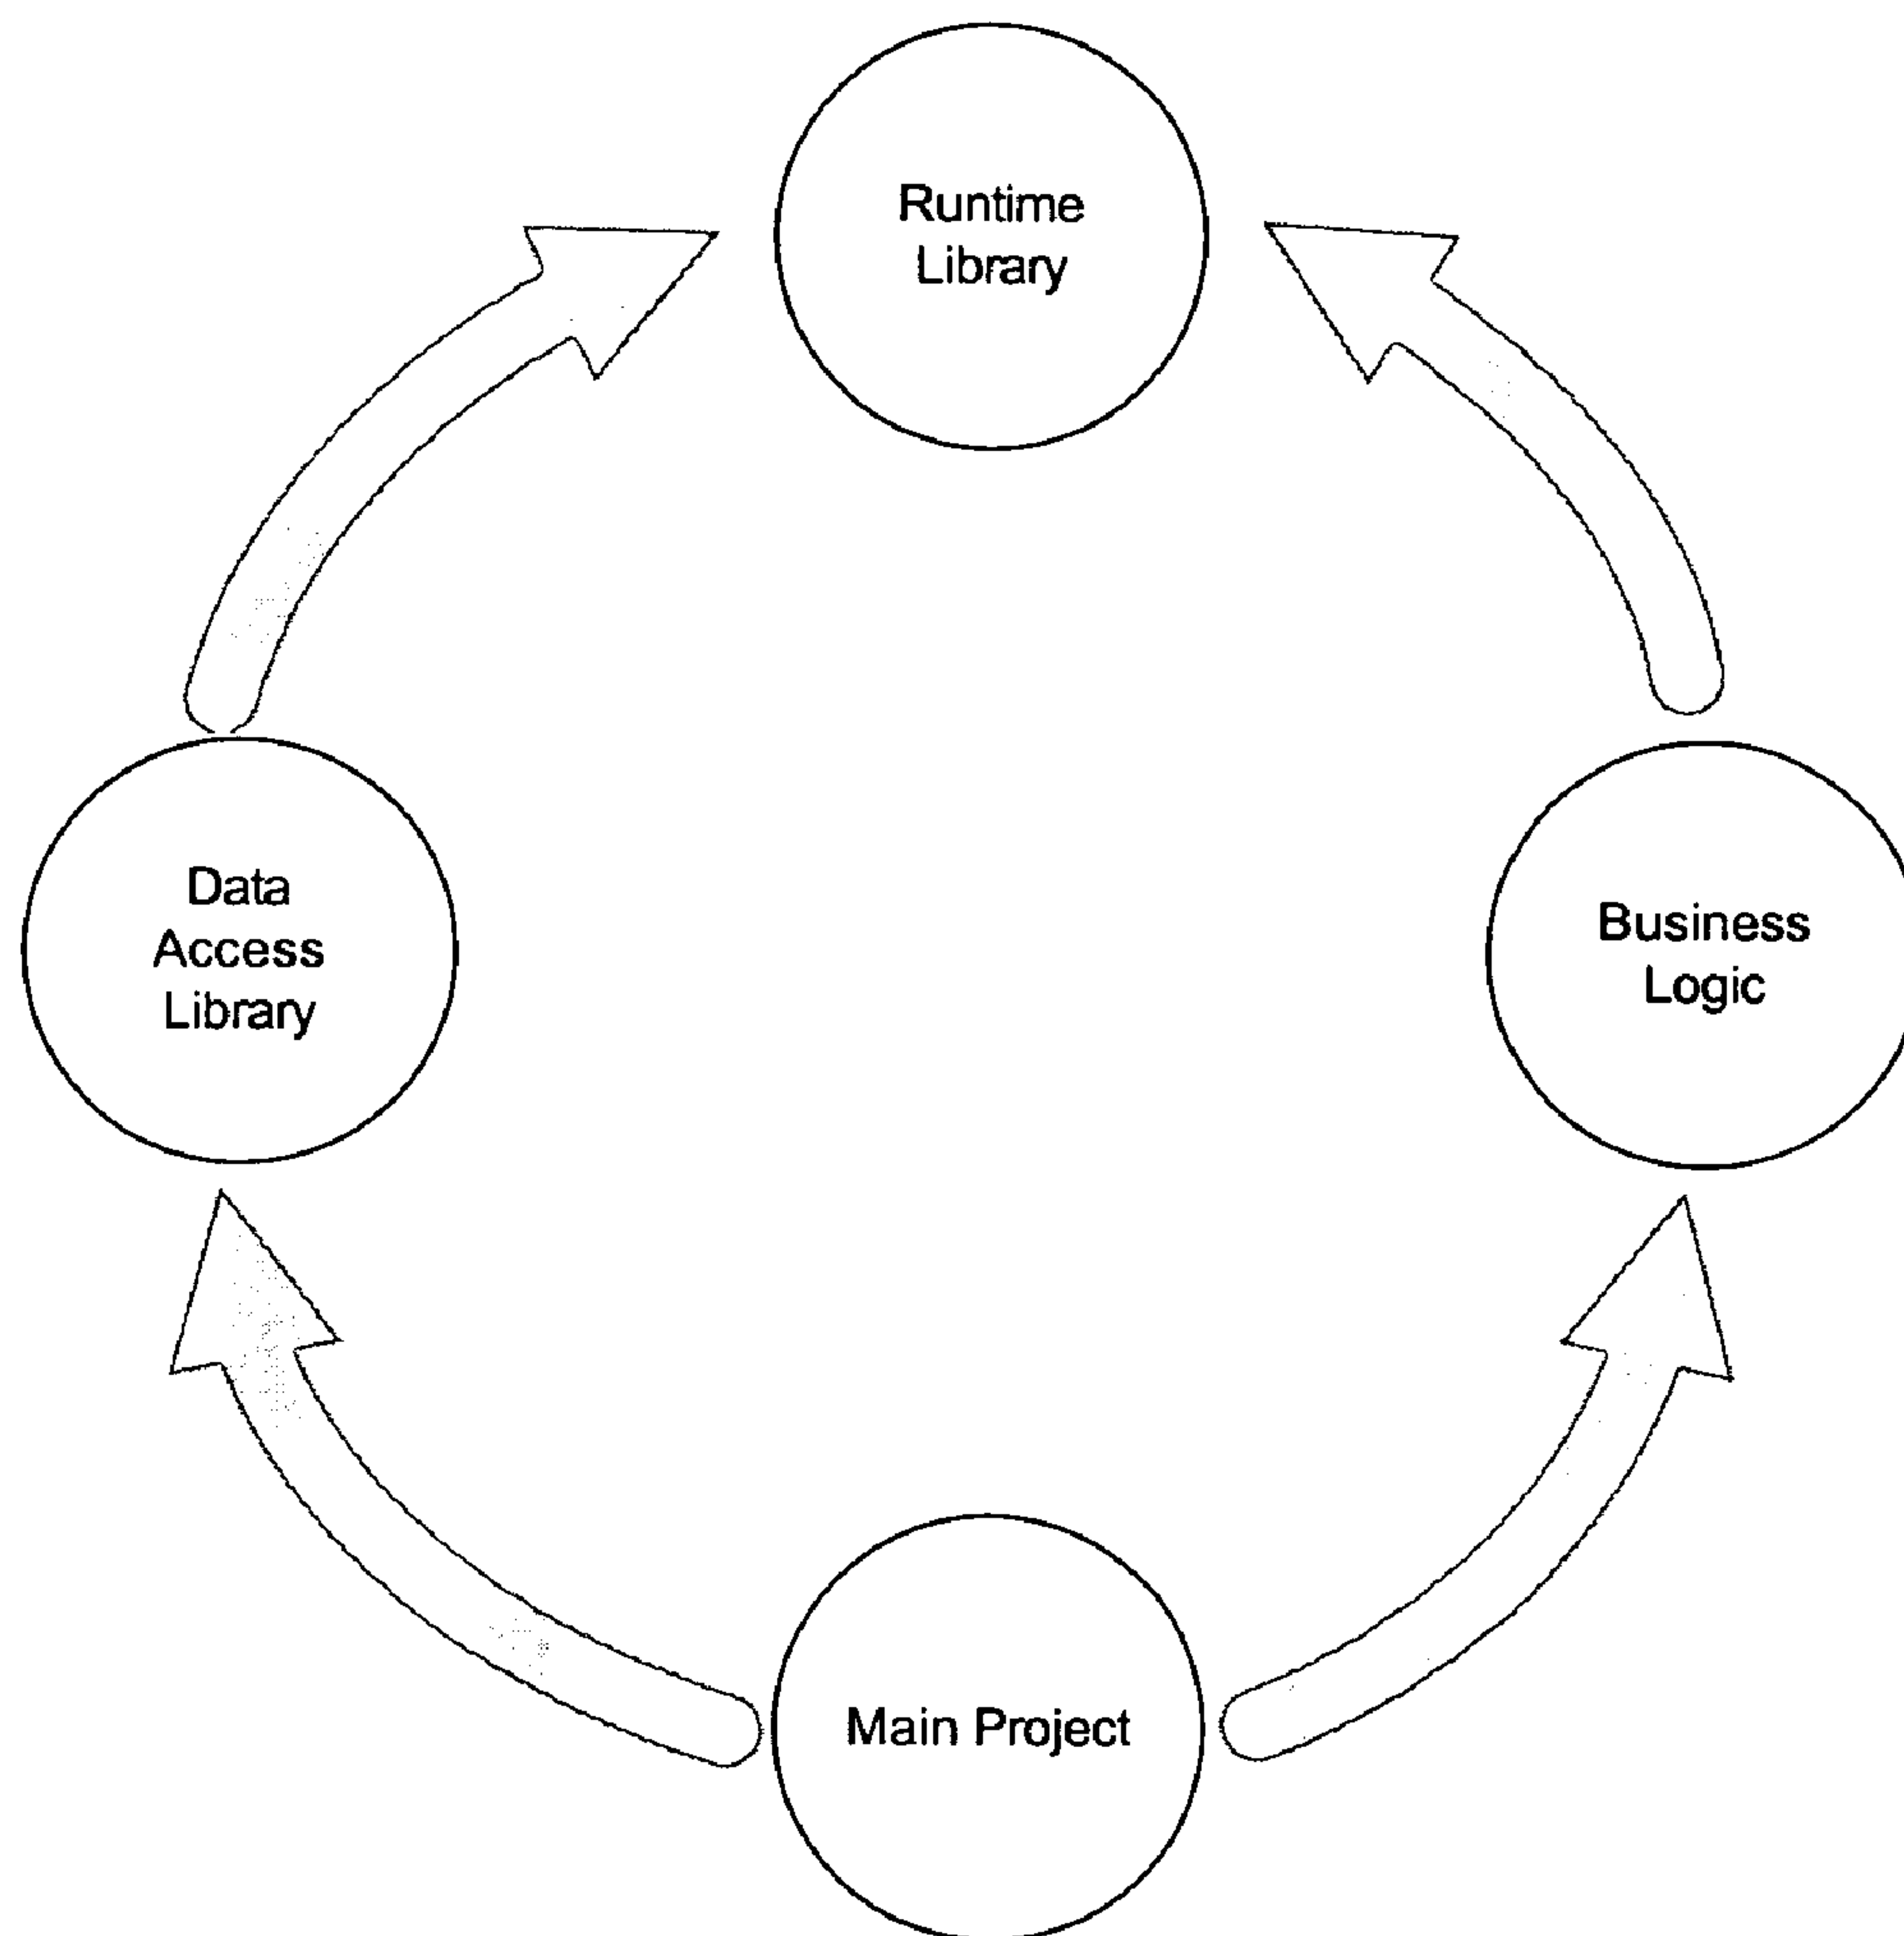 Runtime
Library
Data
Access
Library
Business
Logic
Main Project